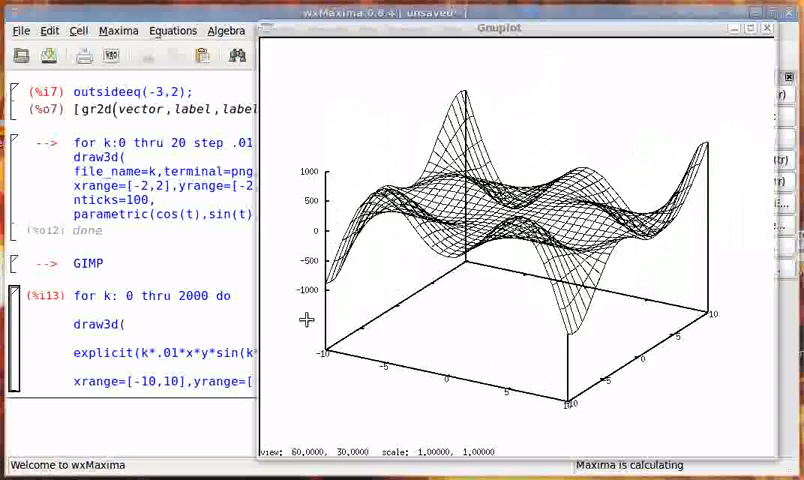 wxMaxima 0.8.4 [ unsaved* ]
Gnuplot
File Edit Cell Maxima Equations Algebra
(%i7) outsideeq(-3,2);
(%o7) [gr2d(vector,label,label
--> for k:0 thru 20 step .01
draw3d(
file_name=k,terminal=png
xrange=[-2,2],yrange=[-2
nticks=100,
parametric(cos(t),sin(t)
(%o12) done
--> GIMP
(%i13) for k: 0 thru 2000 do
draw3d(
explicit(k*.01*x*y*sin(k*
xrange=[-10,10],yrange=[
1000
500
0
-500
-1000
-10
-5
0
5
10
-5
0
5
10
view: 60.0000, 30.0000 scale: 1.00000, 1.00000
Welcome to wxMaxima
Maxima is calculating